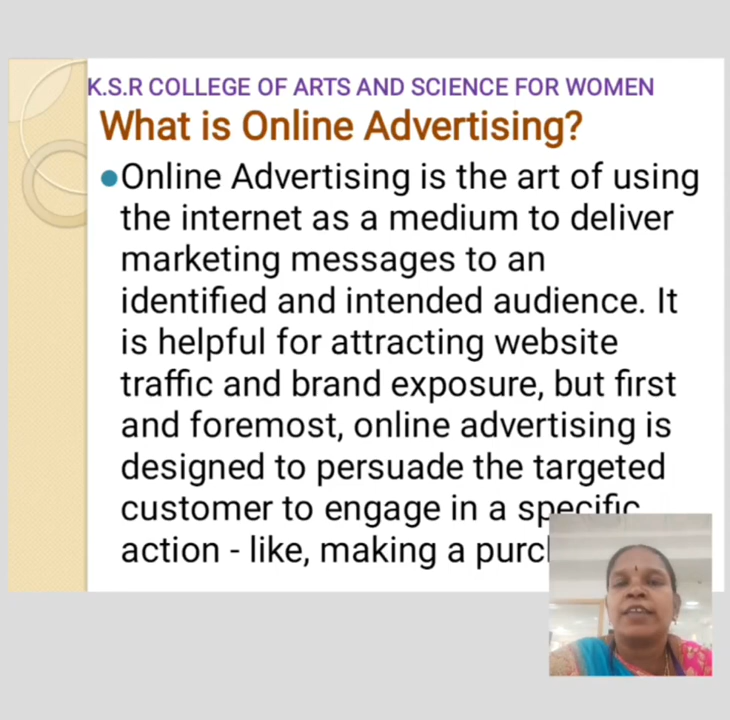 K.S.R COLLEGE OF ARTS AND SCIENCE FOR WOMEN
What is Online Advertising?
Online Advertising is the art of using
the internet as a medium to deliver
marketing messages to an
identified and intended audience. It
is helpful for attracting website
traffic and brand exposure, but first
and foremost, online advertising is
designed to persuade the targeted
customer to engage in a specific
action - like, making a